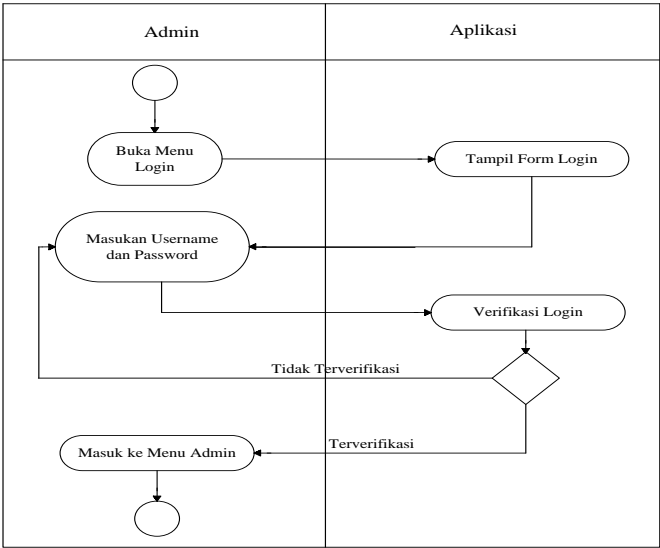 Admin
Aplikasi
Buka Menu
Login
Tampil Form Login
Masukan Username
dan Password
Verifikasi Login
Tidak Terverifikasi
Terverifikasi
Masuk ke Menu Admin